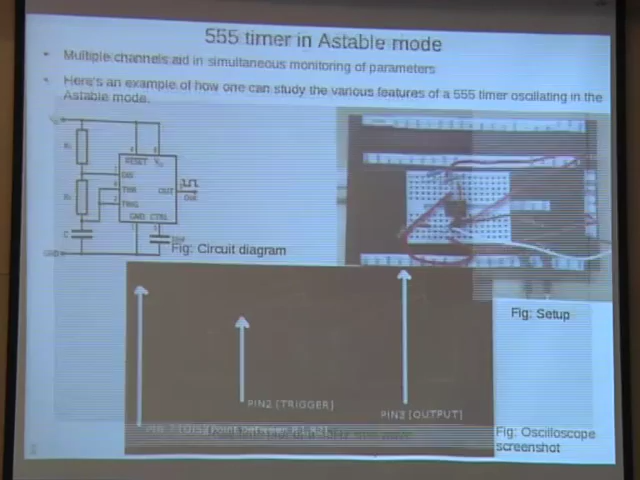 555 timer in Astable mode
Multiple channels aid in simultaneous monitoring of parameters
Here's an example of how one can study the various features of a 555 timer oscillating in the
Astable mode.
RESET
DIS
THR
TRIG
OUT
Out
GND CTRL
Fig: Circuit diagram
Fig: Setup
PIN2 [TRIGGER]
PIN3 [OUTPUT]
Fig: Oscilloscope
screenshot